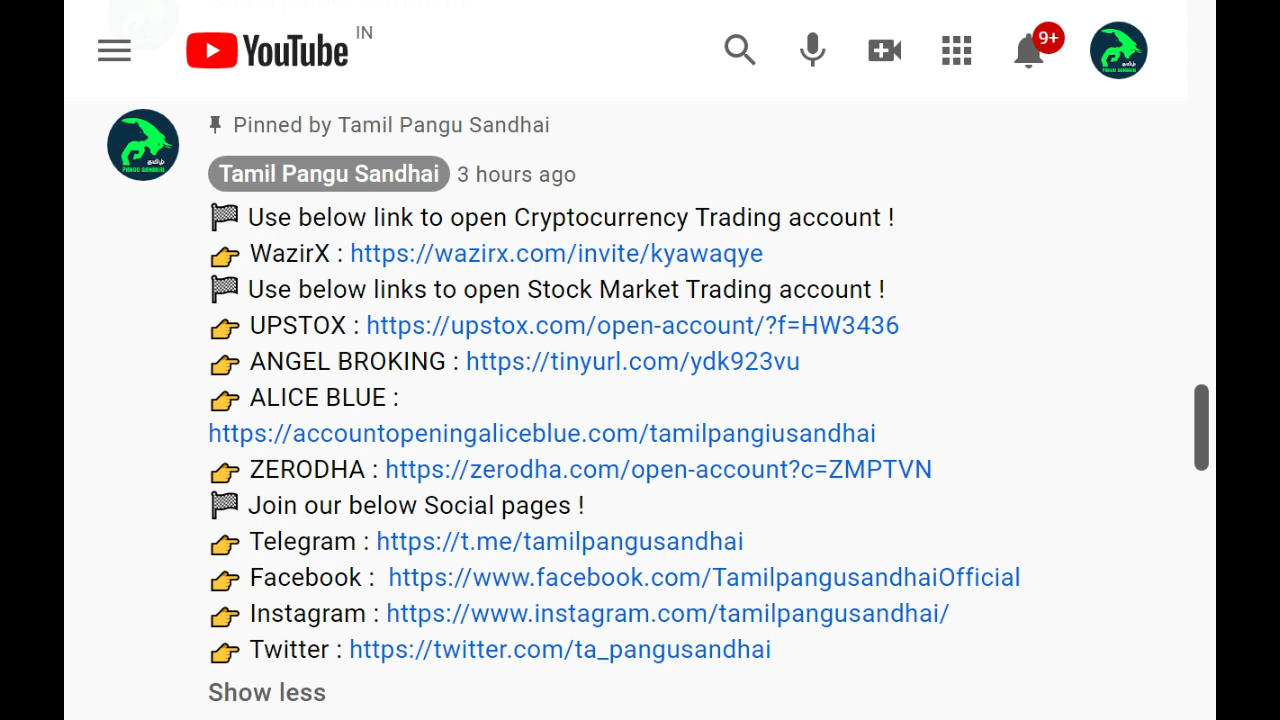 YouTube IN
9+
Pinned by Tamil Pangu Sandhai
Tamil Pangu Sandhai 3 hours ago
🏁 Use below link to open Cryptocurrency Trading account !
👉 WazirX : https://wazirx.com/invite/kyawaqye
🏁 Use below links to open Stock Market Trading account !
👉 UPSTOX : https://upstox.com/open-account/?f=HW3436
👉 ANGEL BROKING : https://tinyurl.com/ydk923vu
👉 ALICE BLUE :
https://accountopeningaliceblue.com/tamilpangiusandhai
👉 ZERODHA : https://zerodha.com/open-account?c=ZMPTVN
🏁 Join our below Social pages !
👉 Telegram : https://t.me/tamilpangusandhai
👉 Facebook :  https://www.facebook.com/TamilpangusandhaiOfficial
👉 Instagram : https://www.instagram.com/tamilpangusandhai/
👉 Twitter : https://twitter.com/ta_pangusandhai
Show less
தமிழ்
PANGU SANDHAI